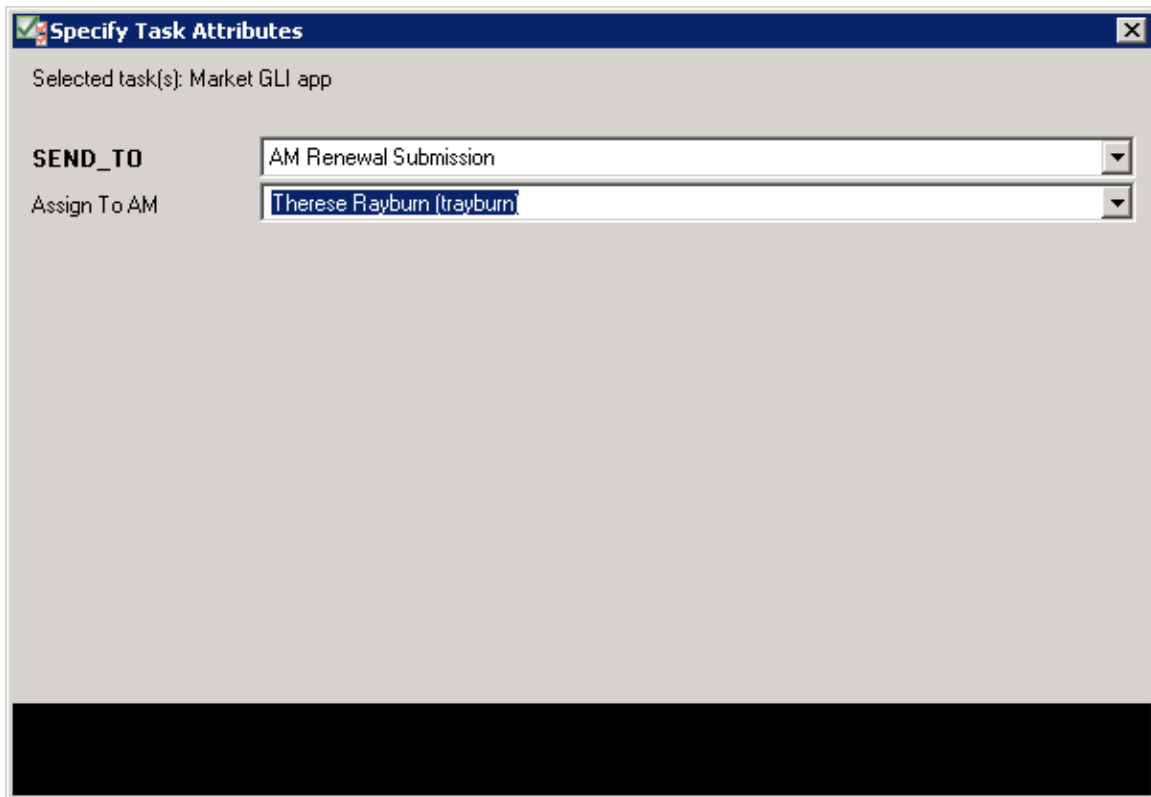 Specify Task Attributes
Selected task(s): Market GLI app
SEND_TO AM Renewal Submission
Assign To AM Therese Rayburn (trayburn)